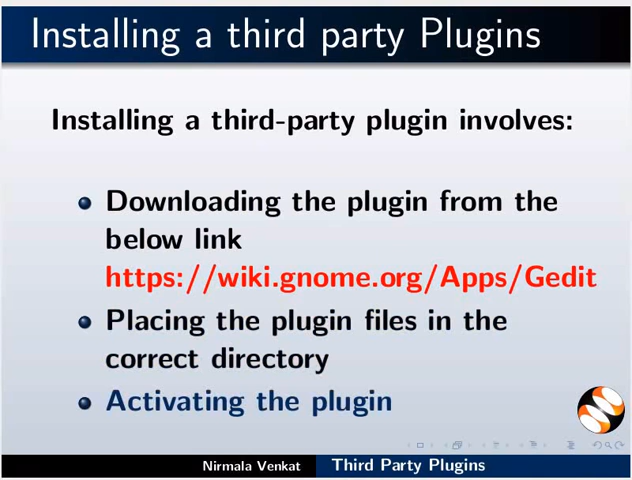 Installing a third party Plugins
Installing a third-party plugin involves:
Downloading the plugin from the
below link
https://wiki.gnome.org/Apps/Gedit
Placing the plugin files in the
correct directory
Activating the plugin
Nirmala Venkat
Third Party Plugins